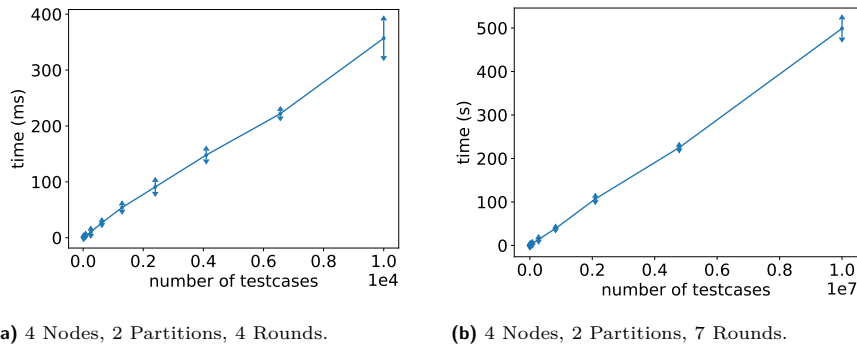 400
300
200
100
0
time (ms)
0.0 0.2 0.4 0.6 0.8 1.0
1e4
number of testcases
a) 4 Nodes, 2 Partitions, 4 Rounds.
500
400
300
200
100
0
time (s)
0.0 0.2 0.4 0.6 0.8 1.0
1e7
number of testcases
(b) 4 Nodes, 2 Partitions, 7 Rounds.